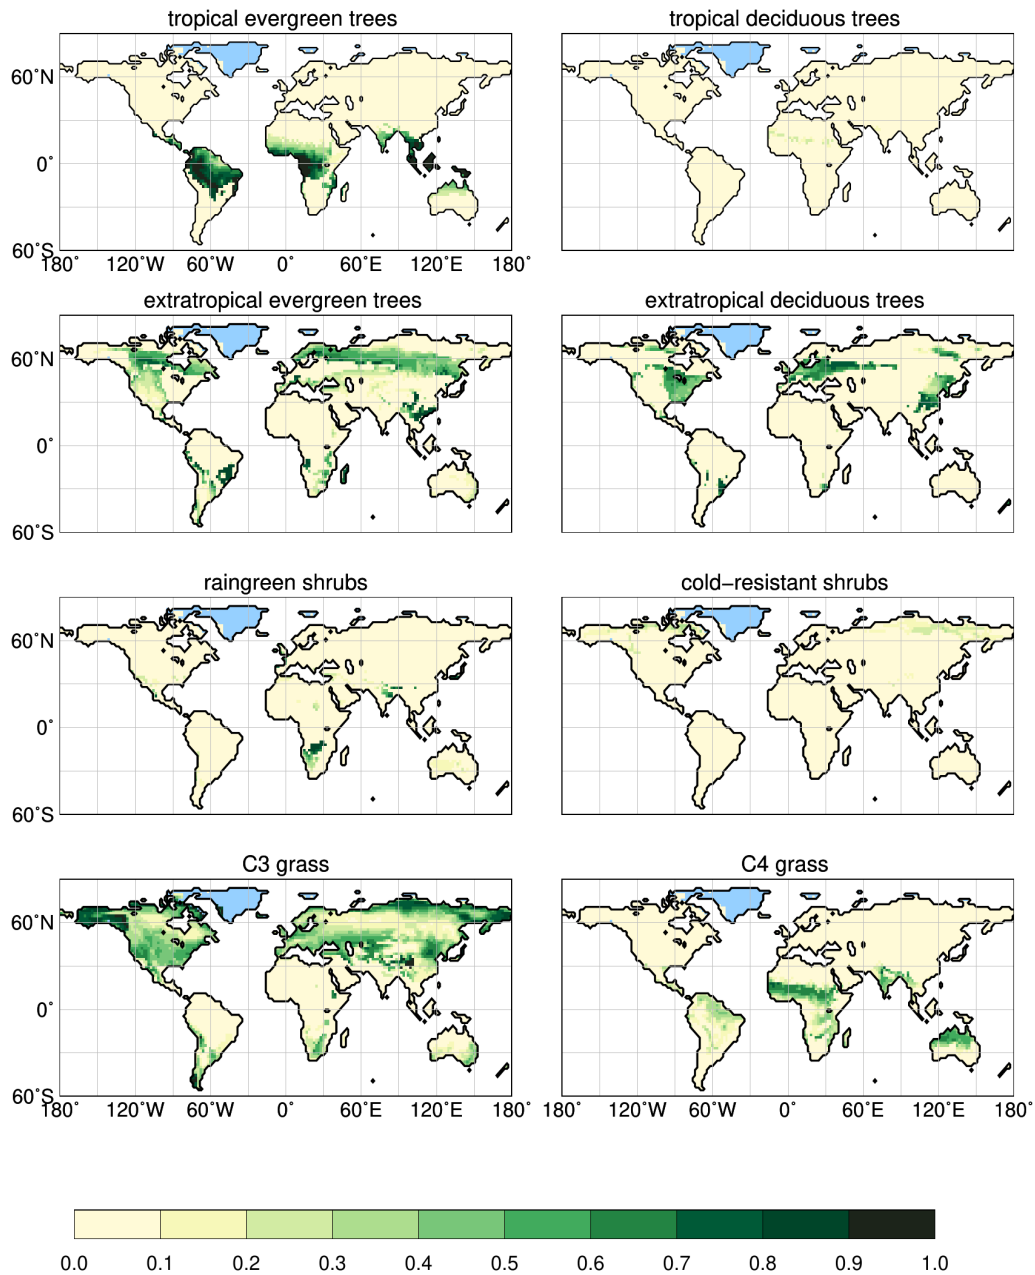 tropical evergreen trees tropical deciduous trees
60˚N
0˚
60˚S
180˚ 120˚W 60˚W 0˚ 60˚E 120˚E 180˚
extratropical evergreen trees extratropical deciduous trees
60˚N
0˚
60˚S
raingreen shrubs cold−resistant shrubs
60˚N
0˚
60˚S
C3 grass C4 grass
60˚N
0˚
60˚S
180˚ 120˚W 60˚W 0˚ 60˚E 120˚E 180˚ 180˚ 120˚W 60˚W 0˚ 60˚E 120˚E 180˚
0.0 0.1 0.2 0.3 0.4 0.5 0.6 0.7 0.8 0.9 1.0